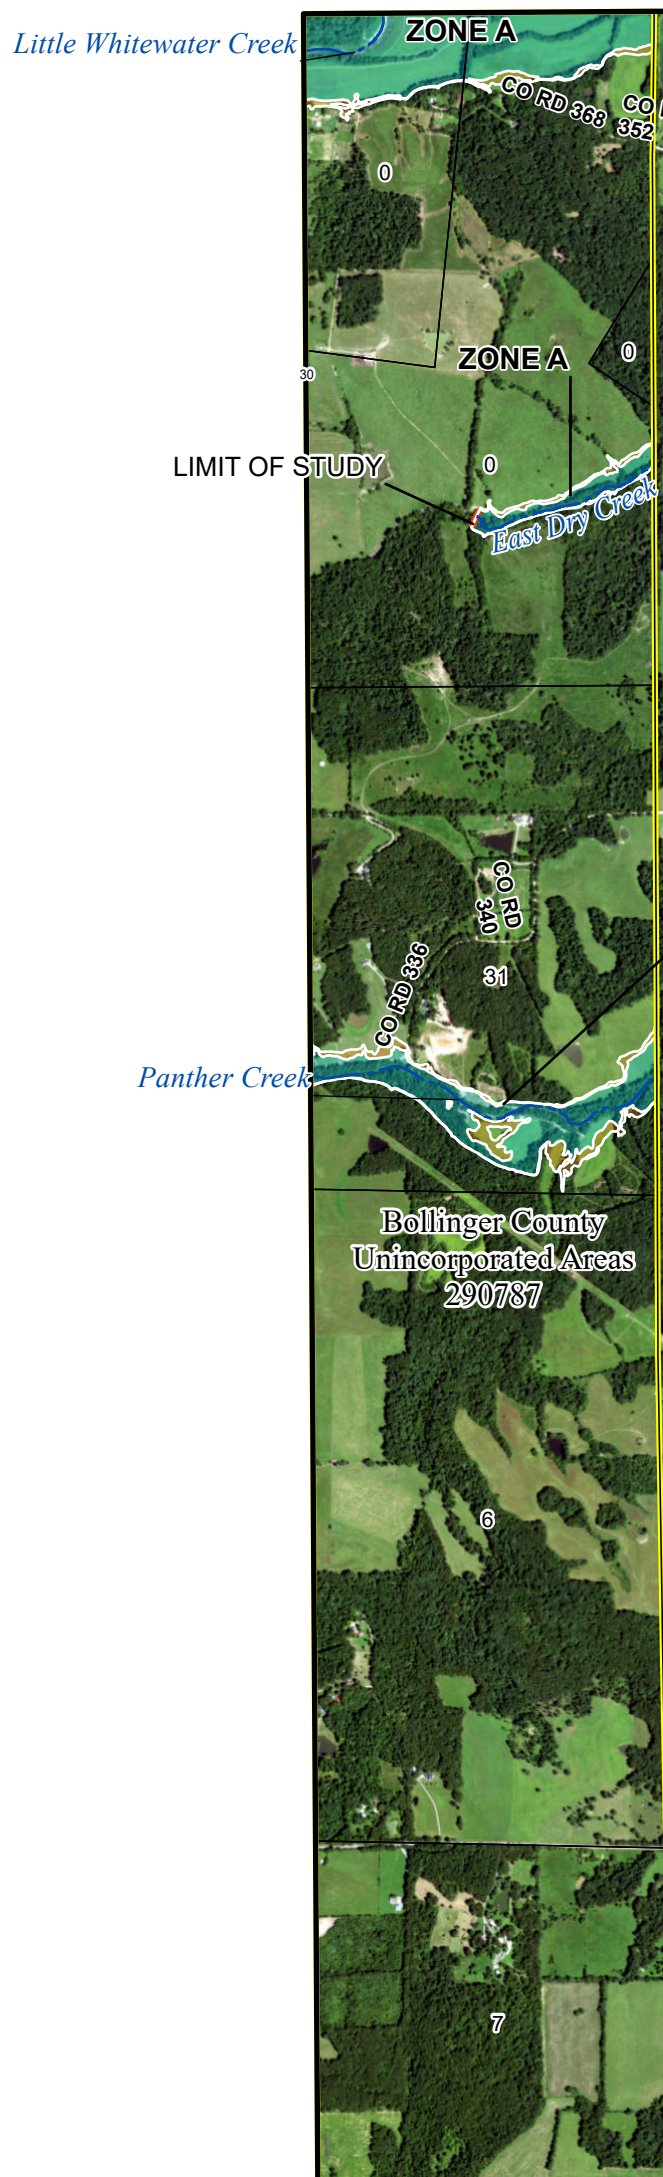 ZONE A
Little Whitewater Creek
CO RD 368
CO
352
0
ZONE A
0
30
0
LIMIT OF STUDY
East Dry Creek
CO RD
340
CO RD 336
31
Panther Creek
Bollinger County
Unincorporated Areas
290787
6
7